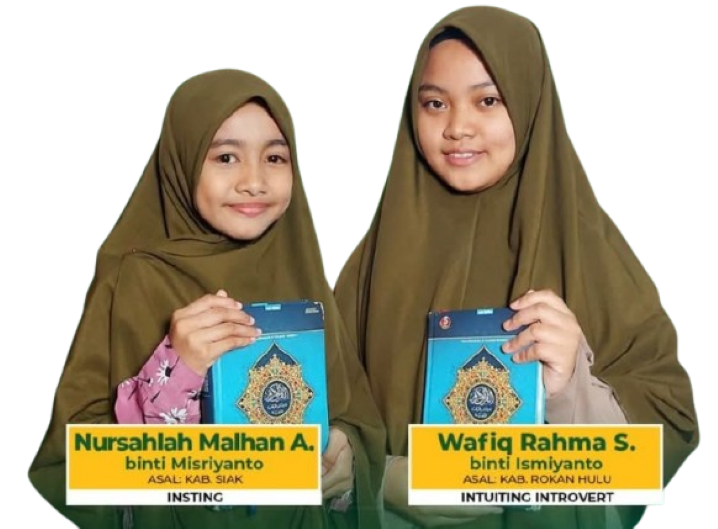 Nursahlah Malhan A.
binti Misriyanto
ASAL: KAB. SIAK
INSTING
Wafiq Rahma S.
binti Ismiyanto
ASAL: KAB. ROKAN HULU
INTUITING INTROVERT